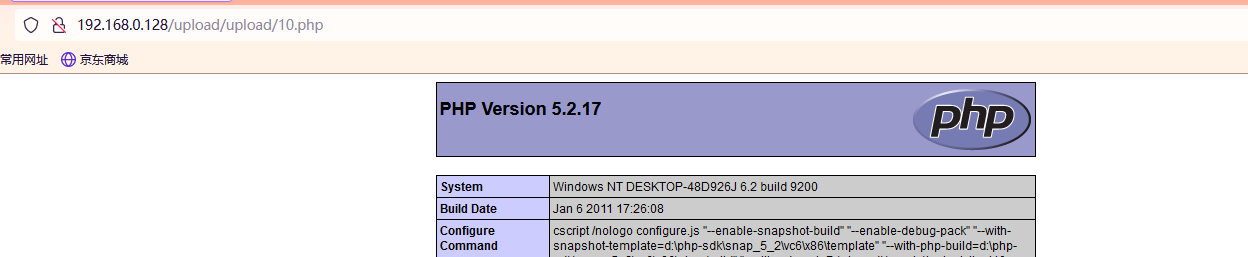 192.168.0.128/upload/upload/10.php
常用网址 京东商城
PHP Version 5.2.17
php
System Windows NT DESKTOP-48D926J 6.2 build 9200
Build Date Jan 6 2011 17:26:08
Configure cscript /nologo configure.js "--enable-snapshot-build" "--enable-debug-pack" "--with-
Command snapshot-template=d:\php-sdk\snap_5_2\vc6\x86\template" "--with-php-build=d:\php-